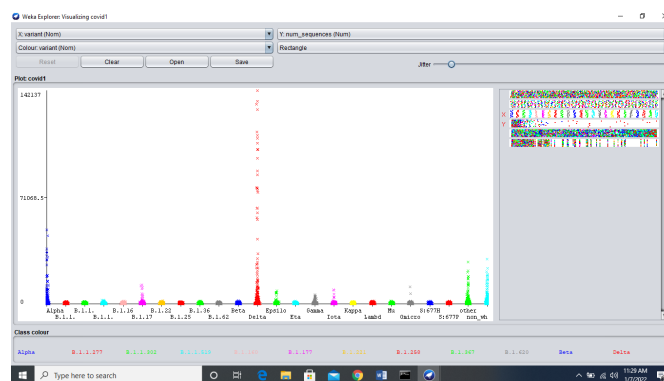 Weka Explorer: Visualizing covid1
X: variant (Nom)
Y: num_sequences (Num)
Colour: variant (Nom)
Rectangle
Reset
Clear
Open
Save
Jitter
Plot: covid1
142137
71068.5
0
X
Y
Alpha B.1.1. B.1.16 B.1.22 B.1.36 Beta Epsilo Gamma Kappa Mu S:677H other
B.1.1. B.1.1. B.1.17 B.1.25 B.1.62 Delta Eta Iota Lambd Omicro S:677P non_wh
Class colour
Alpha B.1.1.277 B.1.1.302 B.1.177 B.1.258 B.1.367 B.1.620 Beta Delta
Type here to search
11:29 AM
1/7/2022